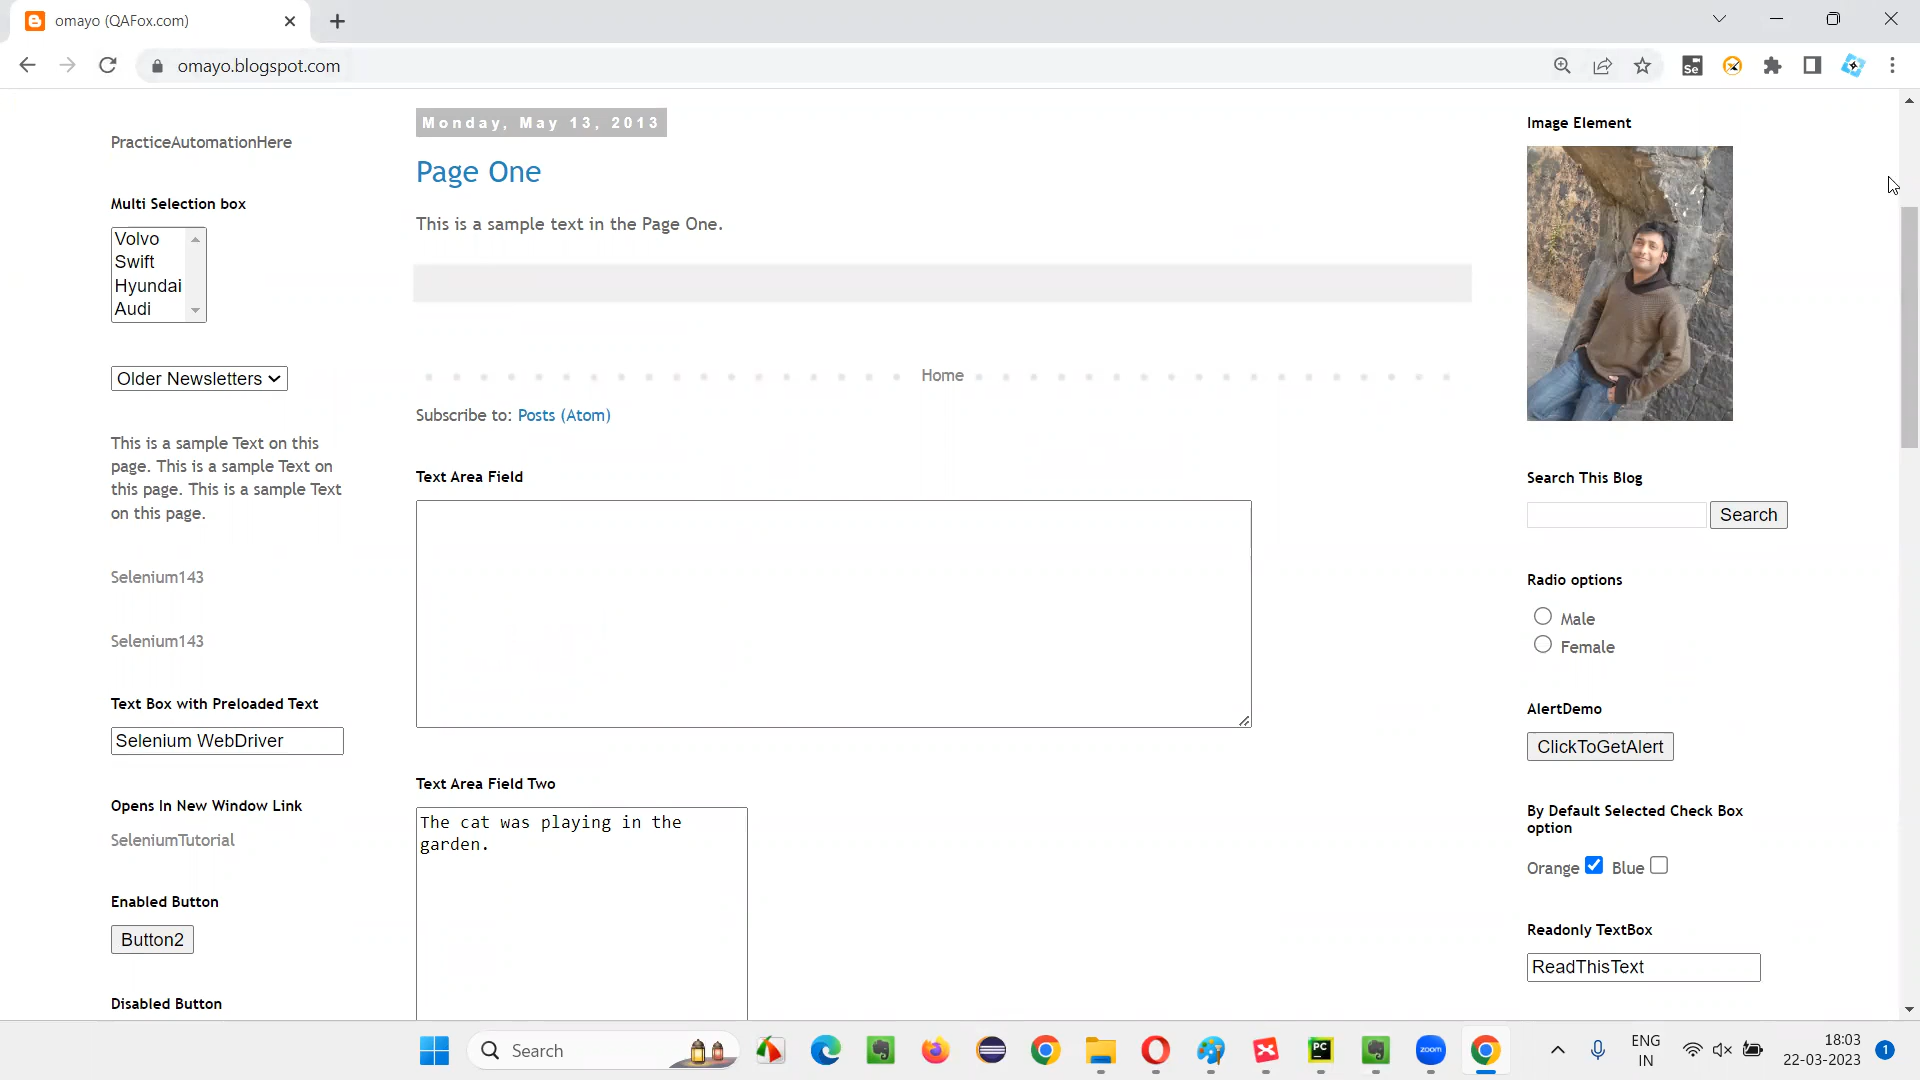 omayo (QAFox.com)
omayo.blogspot.com
Se
PracticeAutomationHere
Multi Selection box
Volvo
Swift
Hyundai
Audi
Older Newsletters
This is a sample Text on this
page. This is a sample Text on
this page. This is a sample Text
on this page.
Selenium143
Selenium143
Text Box with Preloaded Text
Selenium WebDriver
Opens In New Window Link
SeleniumTutorial
Enabled Button
Button2
Disabled Button
Monday, May 13, 2013
Page One
This is a sample text in the Page One.
Home
Subscribe to: Posts (Atom)
Text Area Field
Text Area Field Two
The cat was playing in the
garden.
Image Element
Search This Blog
Search
Radio options
Male
Female
AlertDemo
ClickToGetAlert
By Default Selected Check Box
option
Orange Blue
Readonly TextBox
ReadThisText
Search
PC
zoom
ENG
IN
18:03
22-03-2023
1